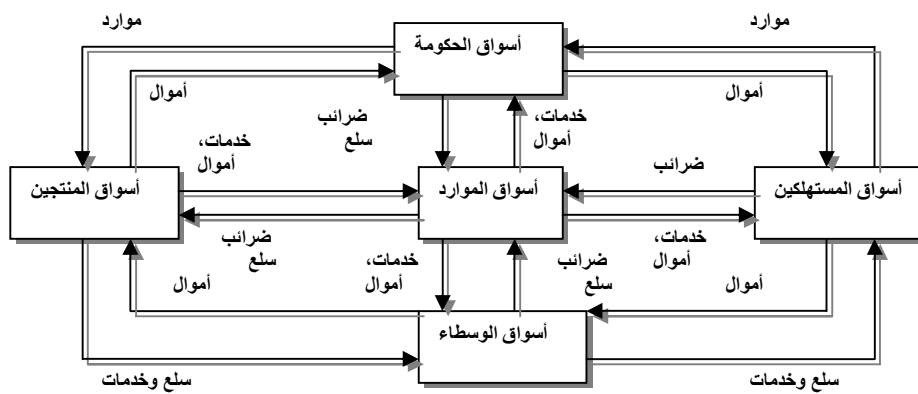 موارد
موارد
أسواق الحكومة
أموال
أموال
ضرائب
سلع
خدمات،
أموال
خدمات،
أموال
ضرائب
أسواق المستهلكين
أسواق الموارد
أسواق المنتجين
خدمات،
أموال
ضرائب
سلع
ضرائب
سلع
خدمات،
أموال
أموال
أموال
أسواق الوسطاء
سلع وخدمات
سلع وخدمات